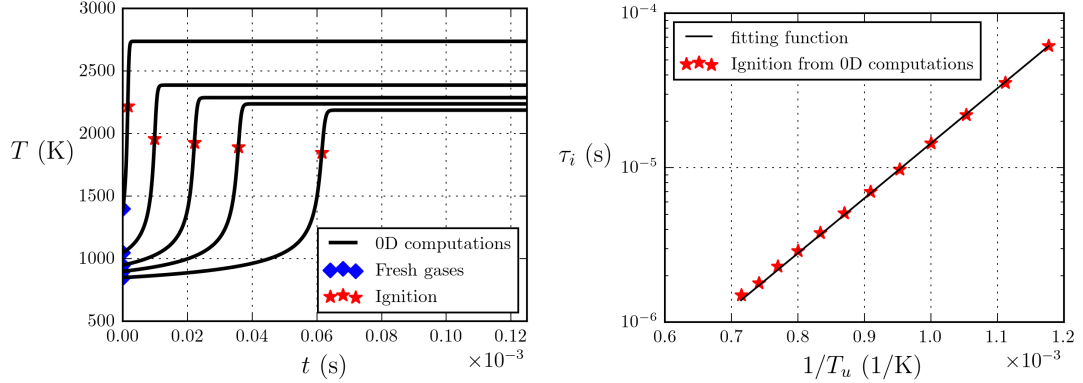 3000
2500
2000
T (K)
1500
1000
500
0D computations
Fresh gases
Ignition
0.00 0.02 0.04 0.06 0.08 0.10 0.12
×10⁻³
t (s)
10⁻⁴
fitting function
Ignition from 0D computations
τᵢ (s)
10⁻⁵
10⁻⁶
0.6 0.7 0.8 0.9 1.0 1.1 1.2
×10⁻³
1/Tᵤ (1/K)